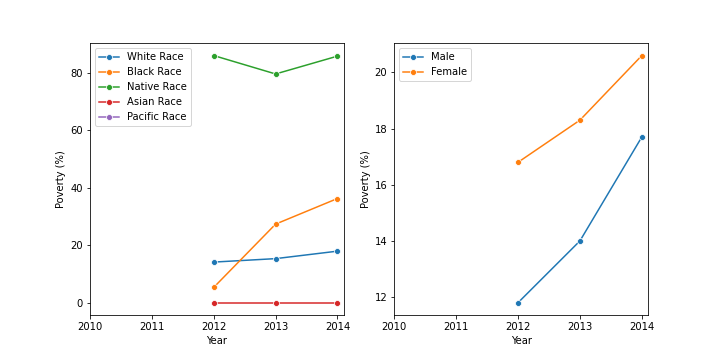 White Race
Black Race
Native Race
Asian Race
Pacific Race
80
60
40
20
0
Poverty (%)
2010 2011 2012 2013 2014
Year
Male
Female
20
18
16
14
12
Poverty (%)
2010 2011 2012 2013 2014
Year